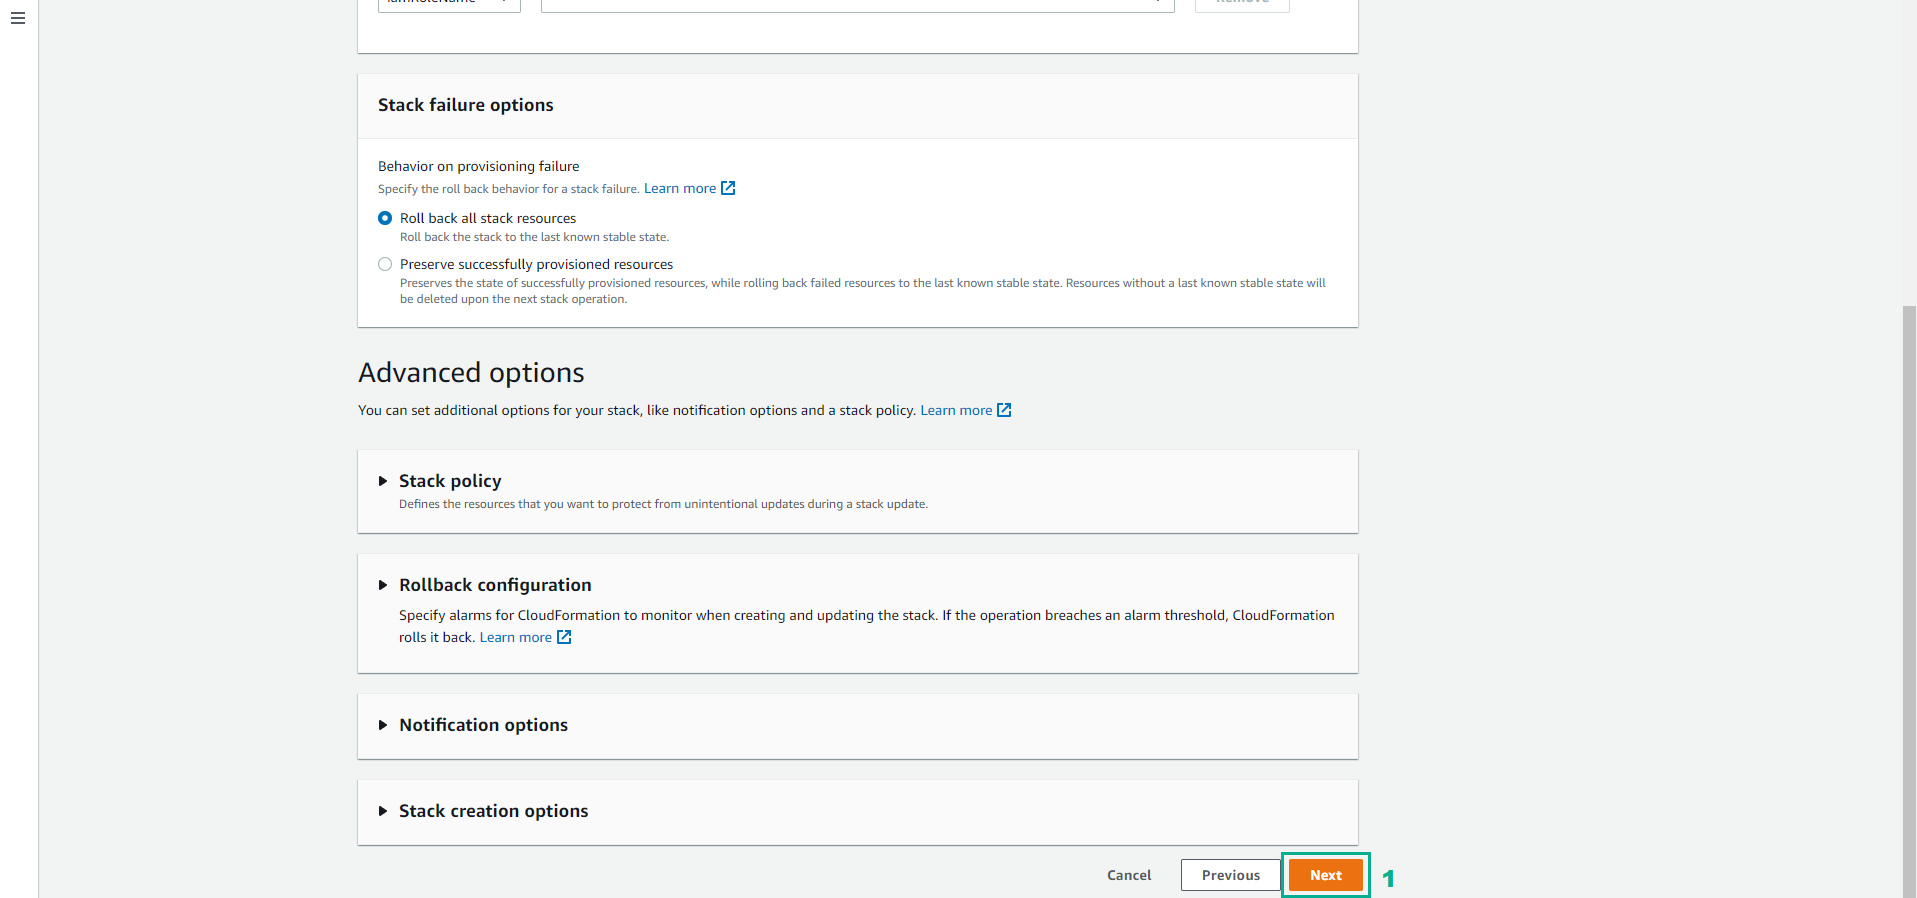 IamRoleName
Remove
Stack failure options
Behavior on provisioning failure
Specify the roll back behavior for a stack failure. Learn more
Roll back all stack resources
Roll back the stack to the last known stable state.
Preserve successfully provisioned resources
Preserves the state of successfully provisioned resources, while rolling back failed resources to the last known stable state. Resources without a last known stable state will
be deleted upon the next stack operation.
Advanced options
You can set additional options for your stack, like notification options and a stack policy. Learn more
Stack policy
Defines the resources that you want to protect from unintentional updates during a stack update.
Rollback configuration
Specify alarms for CloudFormation to monitor when creating and updating the stack. If the operation breaches an alarm threshold, CloudFormation
rolls it back. Learn more
Notification options
Stack creation options
Cancel
Previous
Next
1